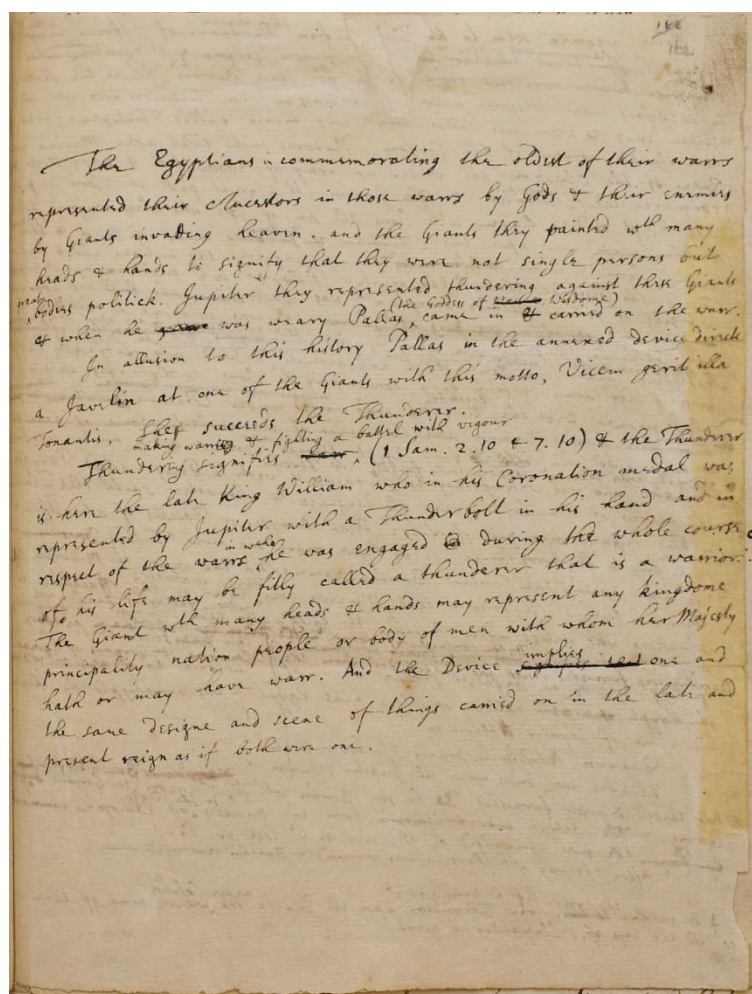 162
The Egyptians in commemorating the oldest of their warrs
represented their Ancestors in those warrs by Gods & their enemies
by Giants invading heaven. and the Giants they painted wth many
heads & hands to signify that they were not single persons but
bodies politick. Jupiter they represented thundering against these Giants
(the Goddess of wisdome)
& when he was weary Pallas came in & carried on the warr.
In allusion to this history Pallas in the annexed device directs
a Javelin at one of the Giants with this motto, Vicem gerit illa
Tonantis, She succeeds the Thunderer.
making warr & fighting a battel with vigour
Thundering signifies (1 Sam. 2.10 & 7.10) & the Thunderer
is here the late King William who in his Coronation medal was
represented by Jupiter with a Thunderbolt in his hand and in
in wch
respect of the warrs he was engaged during the whole course
of his life may be fitly called a thunderer that is a warrior.
The Giant wth many heads & hands may represent any kingdome
principality nation people or body of men with whom her Majesty
hath or may have warr. And the Device
implies
one and
the same designe and scene of things carried on in the late and
present reign as if both were one.